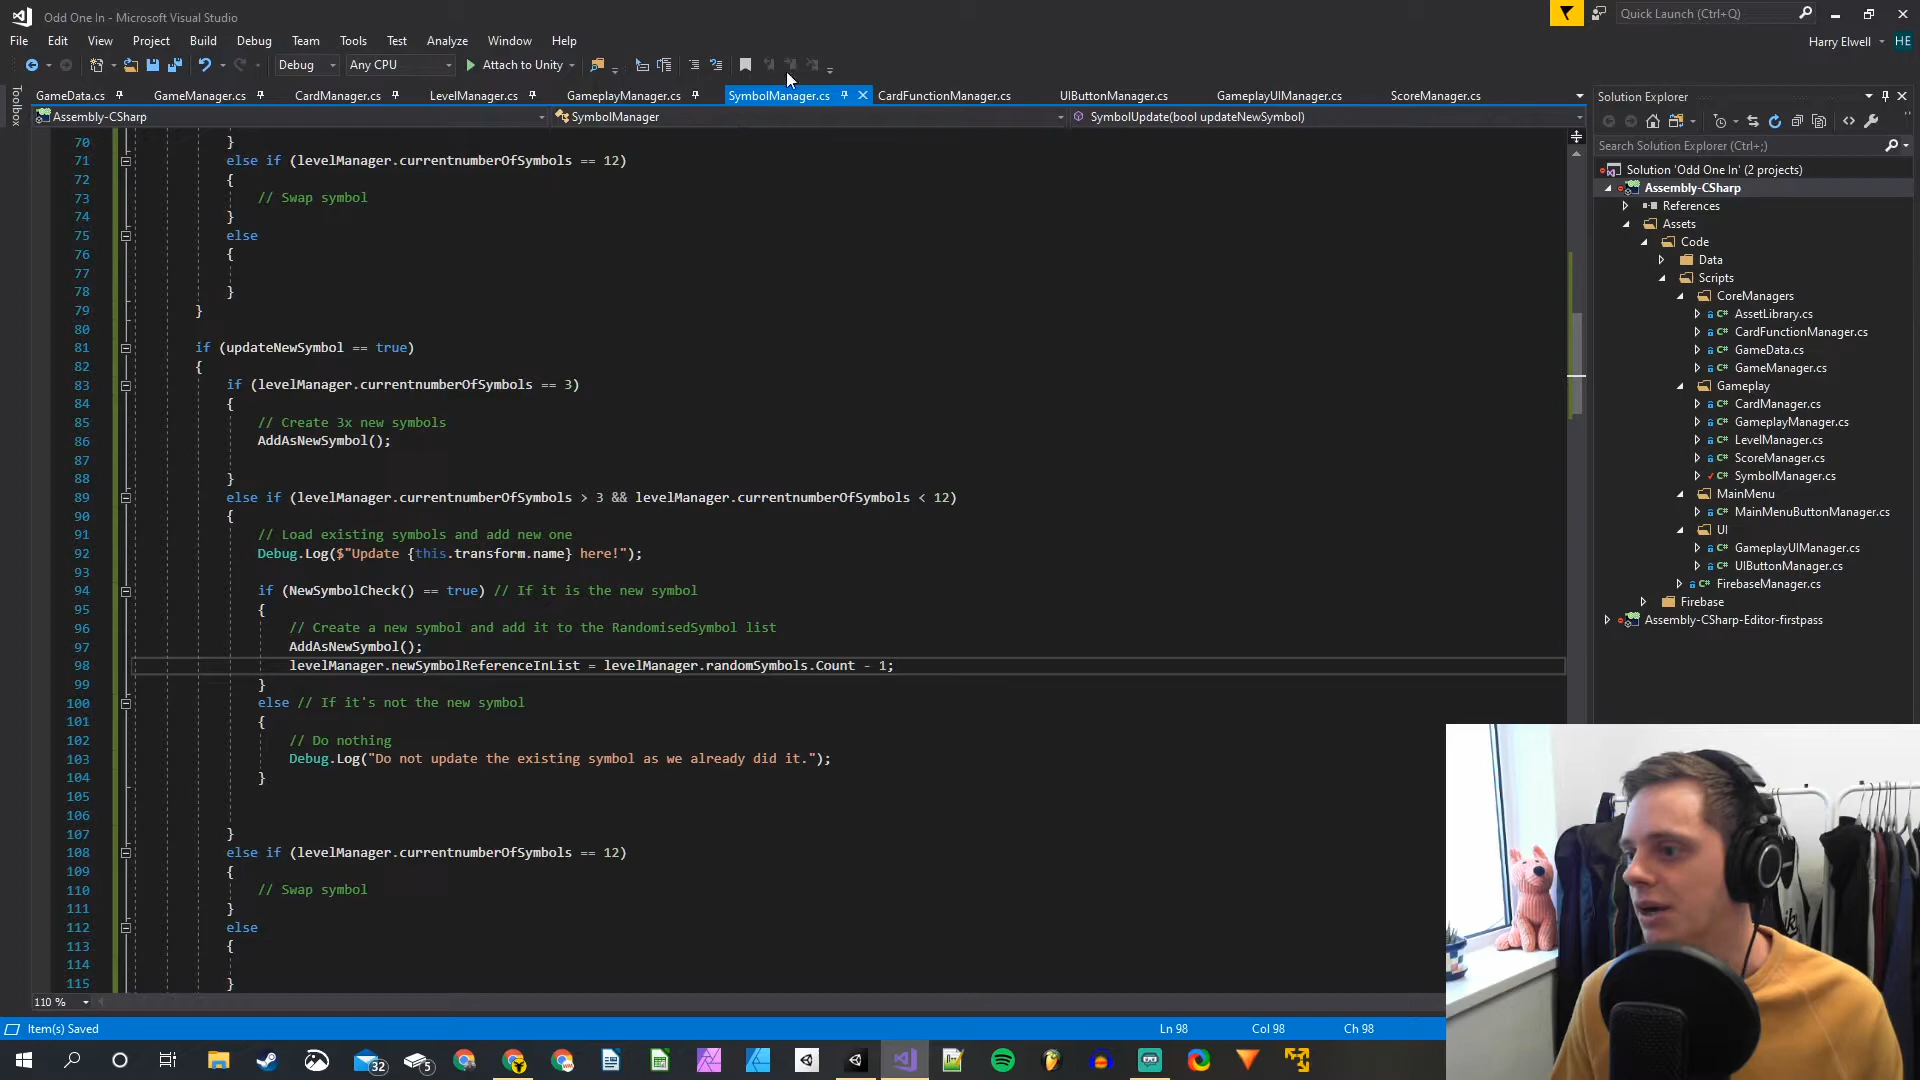 Odd One In - Microsoft Visual Studio
Quick Launch (Ctrl+Q)
File Edit View Project Build Debug Team Tools Test Analyze Window Help
Harry Elwell HE
Debug Any CPU Attach to Unity
GameData.cs GameManager.cs CardManager.cs LevelManager.cs GameplayManager.cs SymbolManager.cs CardFunctionManager.cs UIButtonManager.cs GameplayUIManager.cs ScoreManager.cs
Assembly-CSharp SymbolManager SymbolUpdate(bool updateNewSymbol)
Toolbox
70 }
71 else if (levelManager.currentnumberOfSymbols == 12)
72 {
73 // Swap symbol
74 }
75 else
76 {
77
78 }
79 }
80
81 if (updateNewSymbol == true)
82 {
83 if (levelManager.currentnumberOfSymbols == 3)
84 {
85 // Create 3x new symbols
86 AddAsNewSymbol();
87
88 }
89 else if (levelManager.currentnumberOfSymbols > 3 && levelManager.currentnumberOfSymbols < 12)
90 {
91 // Load existing symbols and add new one
92 Debug.Log($"Update {this.transform.name} here!");
93
94 if (NewSymbolCheck() == true) // If it is the new symbol
95 {
96 // Create a new symbol and add it to the RandomisedSymbol list
97 AddAsNewSymbol();
98 levelManager.newSymbolReferenceInList = levelManager.randomSymbols.Count - 1;
99 }
100 else // If it's not the new symbol
101 {
102 // Do nothing
103 Debug.Log("Do not update the existing symbol as we already did it.");
104 }
105
106
107 }
108 else if (levelManager.currentnumberOfSymbols == 12)
109 {
110 // Swap symbol
111 }
112 else
113 {
114
115 }
110 %
Solution Explorer
Search Solution Explorer (Ctrl+;)
Solution 'Odd One In' (2 projects)
Assembly-CSharp
References
Assets
Code
Data
Scripts
CoreManagers
C# AssetLibrary.cs
C# CardFunctionManager.cs
C# GameData.cs
C# GameManager.cs
Gameplay
C# CardManager.cs
C# GameplayManager.cs
C# LevelManager.cs
C# ScoreManager.cs
C# SymbolManager.cs
MainMenu
C# MainMenuButtonManager.cs
UI
C# GameplayUIManager.cs
C# UIButtonManager.cs
C# FirebaseManager.cs
Firebase
Assembly-CSharp-Editor-firstpass
Item(s) Saved Ln 98 Col 98 Ch 98
32 5